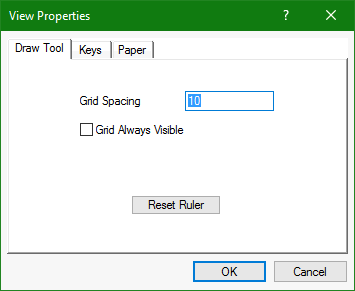 View Properties
Draw Tool Keys Paper
Grid Spacing 10
Grid Always Visible
Reset Ruler
OK Cancel